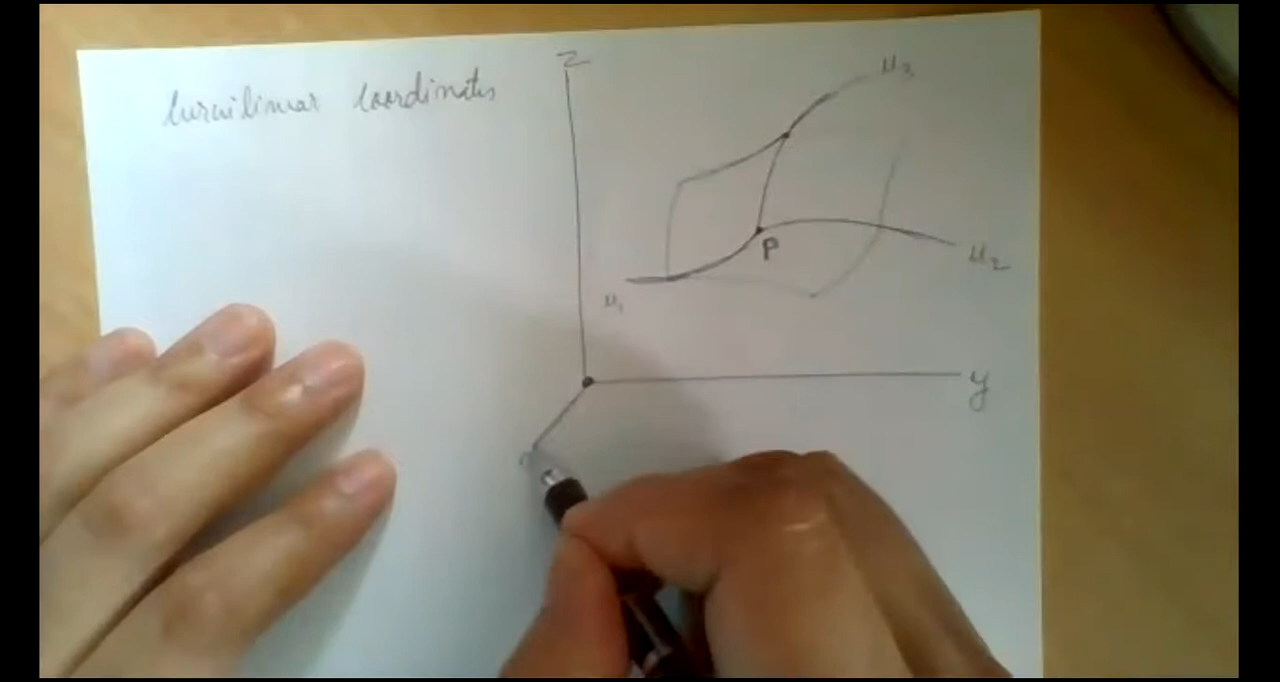 Curvilinear coordinates
z
u₃
P
u₂
u₁
y